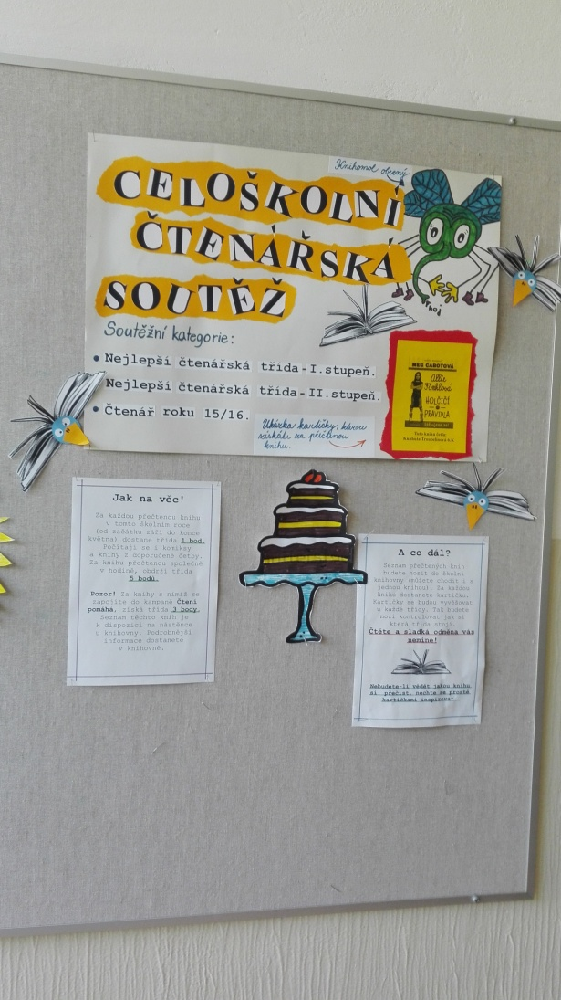 Knihomol obecný
CELOŠKOLNÍ
ČTENÁŘSKÁ
SOUTĚŽ
hnoj
Soutěžní kategorie:
• Nejlepší čtenářská třída-I.stupeň.
Nejlepší čtenářská třída-II.stupeň.
• Čtenář roku 15/16.
Ukázka kartičky, kterou
získáte za přečtenou
knihu.
MEG CABOTOVÁ
Allie
Finklová
HOLČIČÍ
PRAVIDLA
Jak na věc!
Za každou přečtenou knihu
v tomto školním roce
(od začátku září do konce
května) dostane třída 1 bod.
Počítají se i komiksy
a knihy z doporučené četby.
Za knihu přečtenou společně
v hodině, obdrží třída
5 bodů.
Pozor! Za knihy s nimiž se
zapojíte do kampaně Čtení
pomáhá, získá třída 3 body.
Seznam těchto knih je
k dispozici na nástěnce
u knihovny. Podrobnější
informace dostanete
v knihovně.
A co dál?
Seznam přečtených knih
budete nosit do školní
knihovny (můžete chodit i s
jednou knihou). Za každou
knihu dostanete kartičku.
Kartičky se budou vyvěšovat
u každé třídy. Tak budete
moci kontrolovat jak si
která třída stojí.
Čtěte a sladká odměna vás
nemine!
Nebudete-li vědět jakou knihu
si přečíst, nechte se prostě
kartičkami inspirovat.